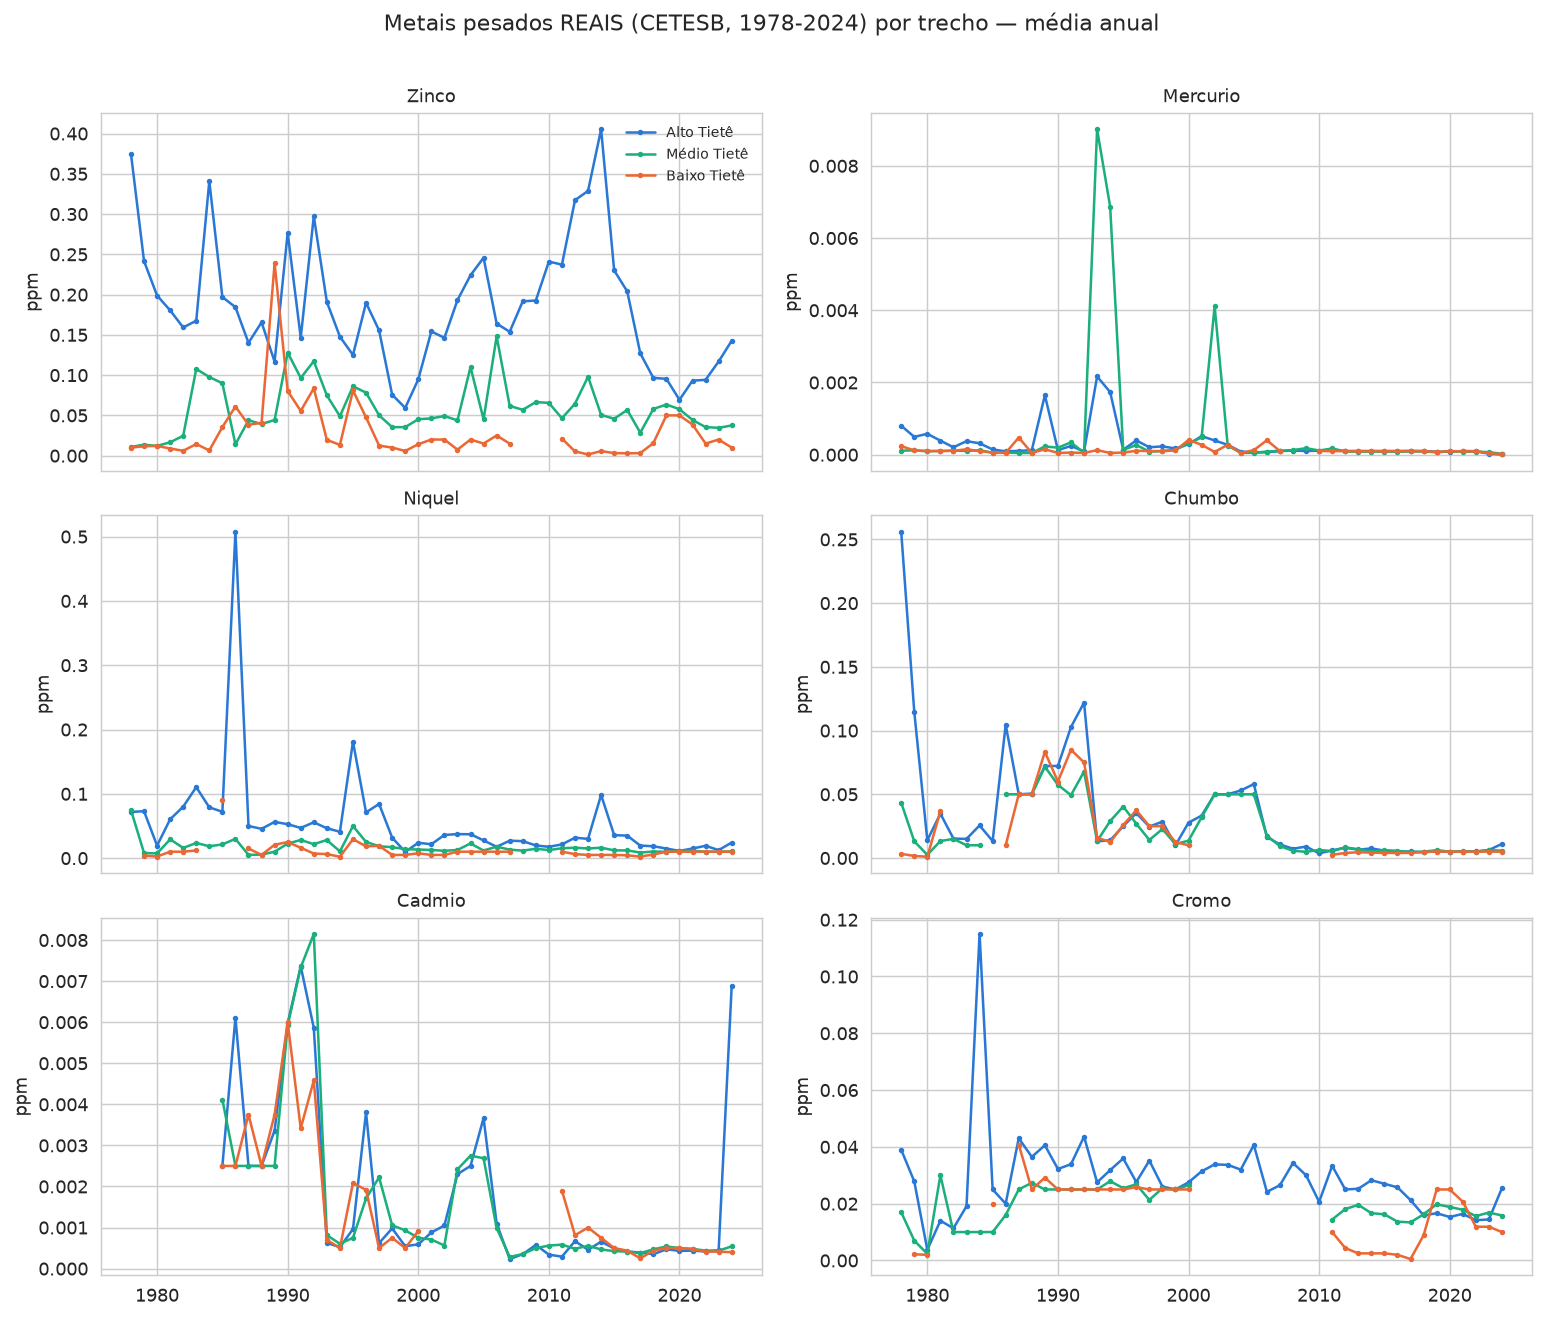 Metais pesados REAIS (CETESB, 1978-2024) por trecho — média anual
Zinco
0.40
0.35
0.30
0.25
0.20
0.15
0.10
0.05
0.00
ppm
Alto Tietê
Médio Tietê
Baixo Tietê
Mercurio
0.008
0.006
0.004
0.002
0.000
ppm
Niquel
0.5
0.4
0.3
0.2
0.1
0.0
ppm
Chumbo
0.25
0.20
0.15
0.10
0.05
0.00
ppm
Cadmio
0.008
0.007
0.006
0.005
0.004
0.003
0.002
0.001
0.000
ppm
1980 1990 2000 2010 2020
Cromo
0.12
0.10
0.08
0.06
0.04
0.02
0.00
ppm
1980 1990 2000 2010 2020